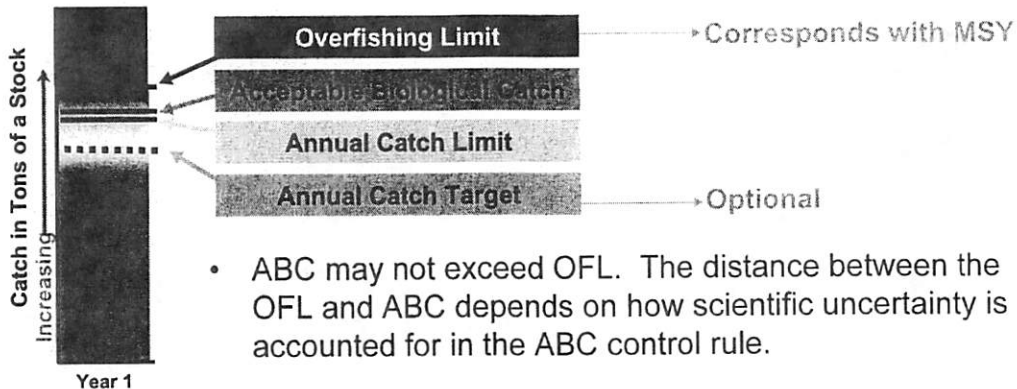 Overfishing Limit
Corresponds with MSY
Acceptable Biological Catch
Annual Catch Limit
Annual Catch Target
Optional
Catch in Tons of a Stock
Increasing
Year 1
• ABC may not exceed OFL. The distance between the
OFL and ABC depends on how scientific uncertainty is
accounted for in the ABC control rule.